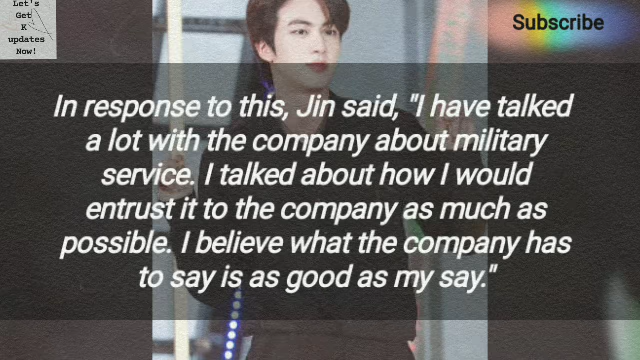 Let's
Get
K
updates
Now!
Subscribe
In response to this, Jin said, "I have talked
a lot with the company about military
service. I talked about how I would
entrust it to the company as much as
possible. I believe what the company has
to say is as good as my say."